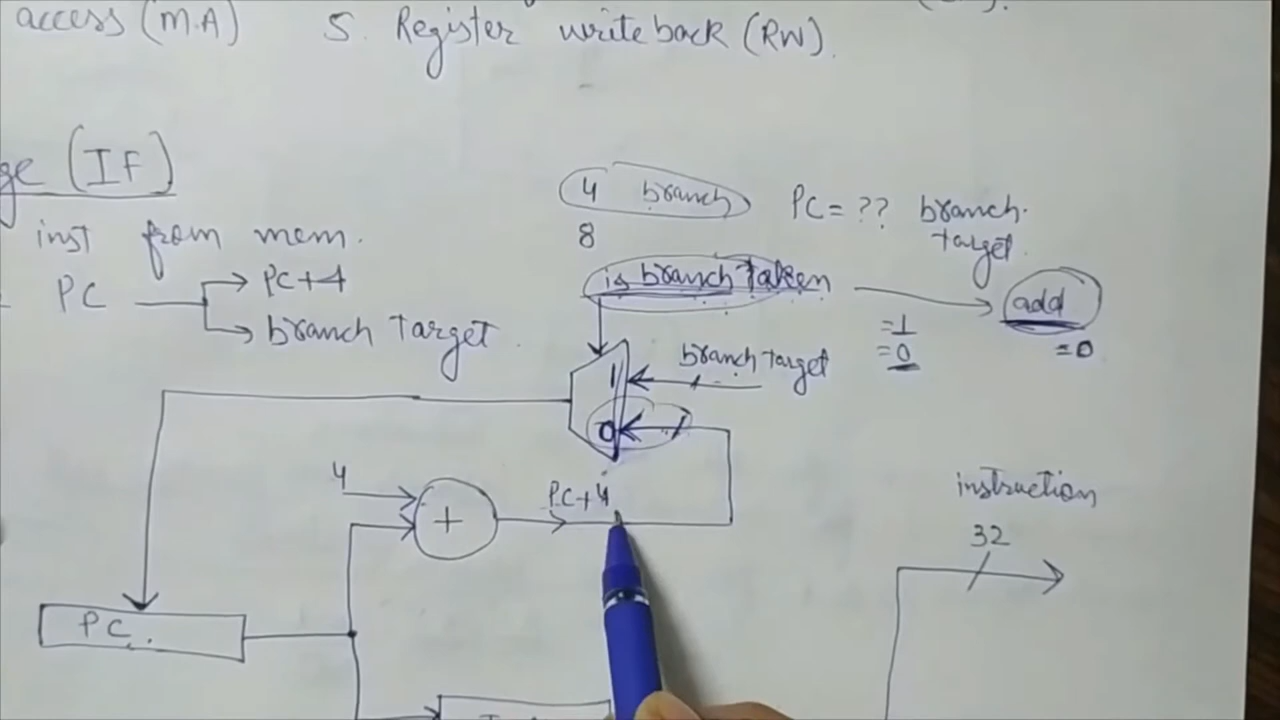 access (M.A) 5. Register write back (RW).
ge (IF)
inst from mem.
PC
PC+4
branch Target
4 branch
8
PC = ?? branch
target
is branch Taken
add
=1
=0
=0
1
branch target
0
4
+
PC+4
instruction
32
PC.